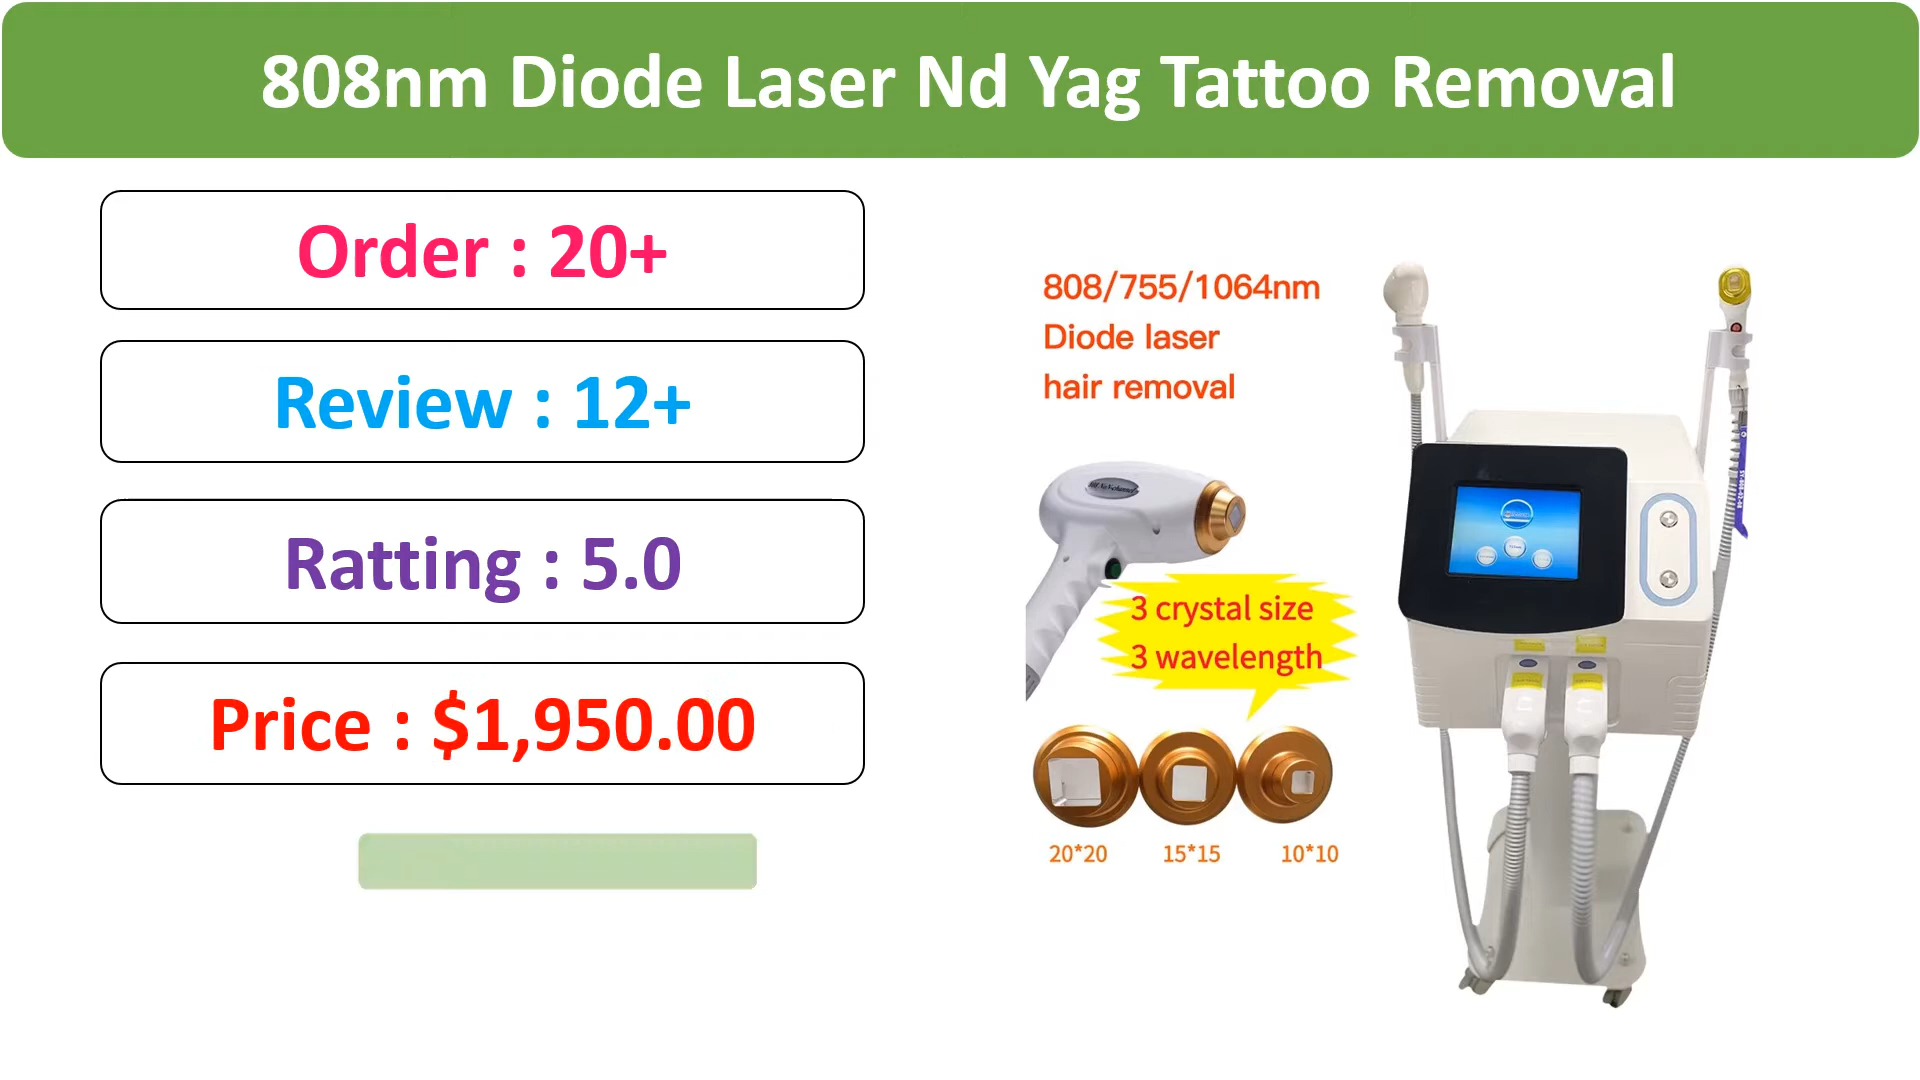 808nm Diode Laser Nd Yag Tattoo Removal
Order : 20+
Review : 12+
Ratting : 5.0
Price : $1,950.00
808/755/1064nm
Diode laser
hair removal
3 crystal size
3 wavelength
20*20
15*15
10*10